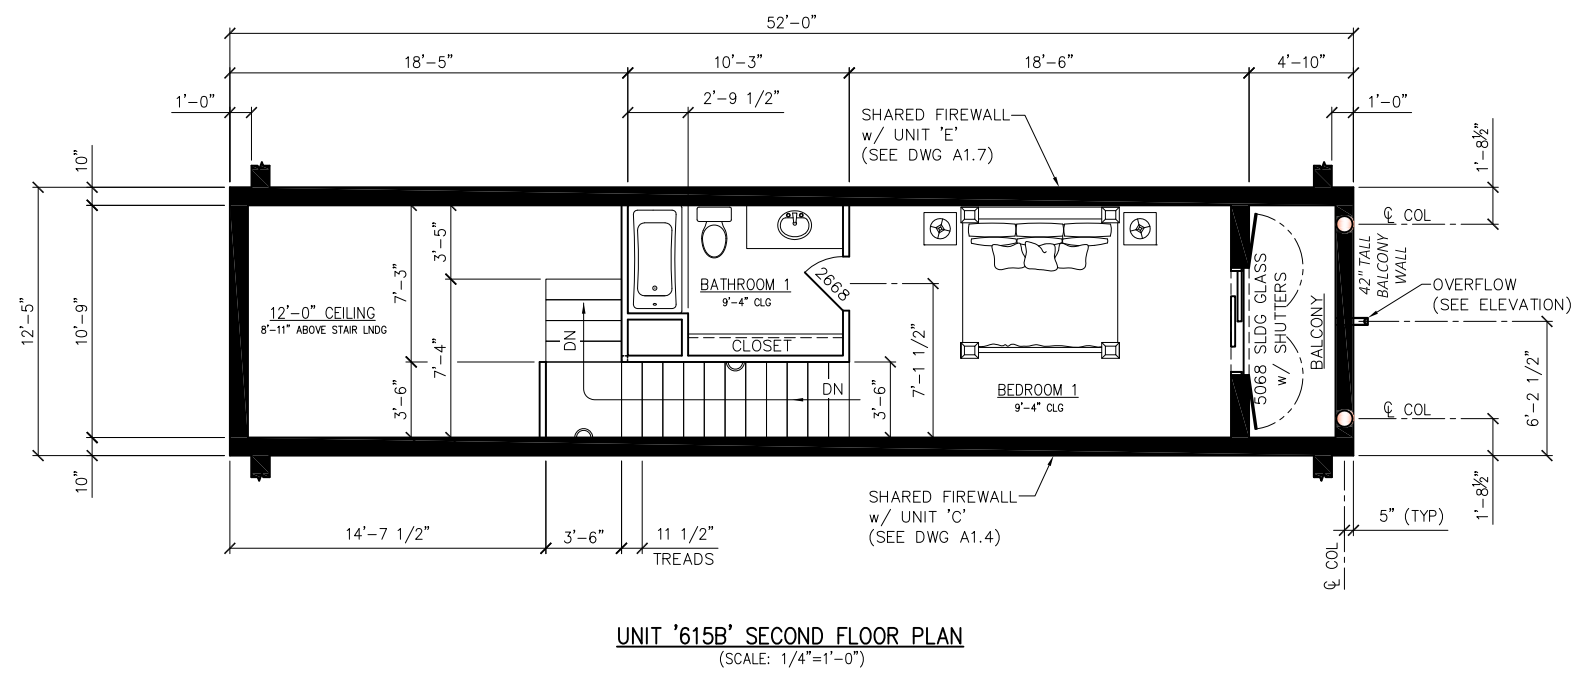 52'-0"
18'-5"
10'-3"
18'-6"
4'-10"
1'-0"
2'-9 1/2"
1'-0"
SHARED FIREWALL
w/ UNIT 'E'
(SEE DWG A1.7)
10"
1'-8½"
12'-5"
10'-9"
7'-3"
3'-5"
3'-6"
7'-4"
12'-0" CEILING
8'-11" ABOVE STAIR LNDG
DN
BATHROOM 1
9'-4" CLG
2668
CLOSET
DN
3'-6"
7'-1 1/2"
BEDROOM 1
9'-4" CLG
5068 SLDG GLASS
w/ SHUTTERS
BALCONY
℄ COL
42" TALL
BALCONY
WALL
OVERFLOW
(SEE ELEVATION)
℄ COL
6'-2 1/2"
10"
1'-8½"
14'-7 1/2"
3'-6"
11 1/2"
TREADS
SHARED FIREWALL
w/ UNIT 'C'
(SEE DWG A1.4)
5" (TYP)
℄ COL
UNIT '615B' SECOND FLOOR PLAN
(SCALE: 1/4"=1'-0")